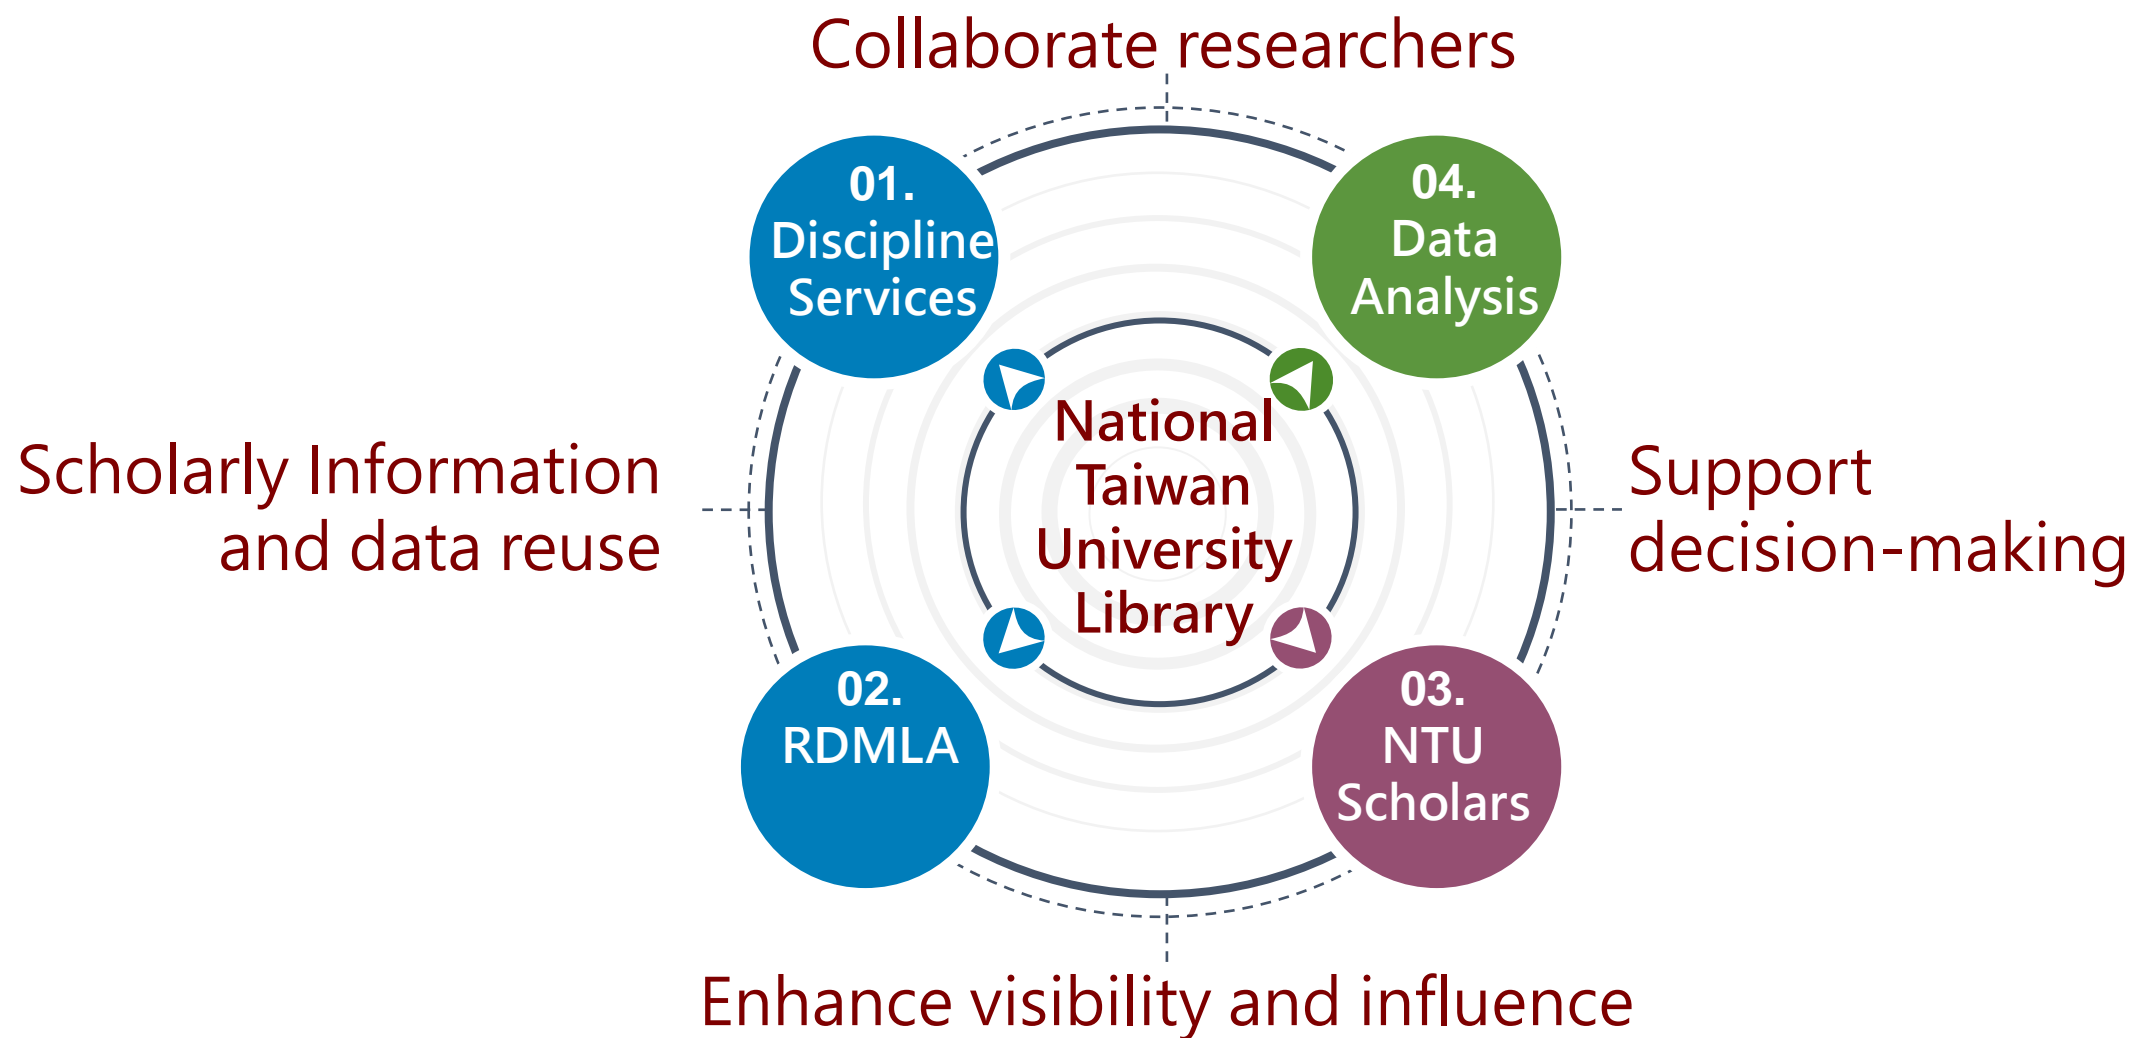 Collaborate researchers
01.
Discipline
Services
04.
Data
Analysis
National
Taiwan
University
Library
Scholarly Information
and data reuse
Support
decision-making
02.
RDMLA
03.
NTU
Scholars
Enhance visibility and influence